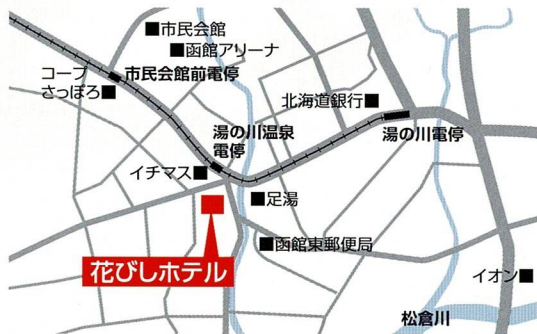 市民会館
函館アリーナ
市民会館前電停
コープ
さっぽろ
北海道銀行
湯の川電停
湯の川温泉
電停
イチマス
足湯
函館東郵便局
花びしホテル
イオン
松倉川